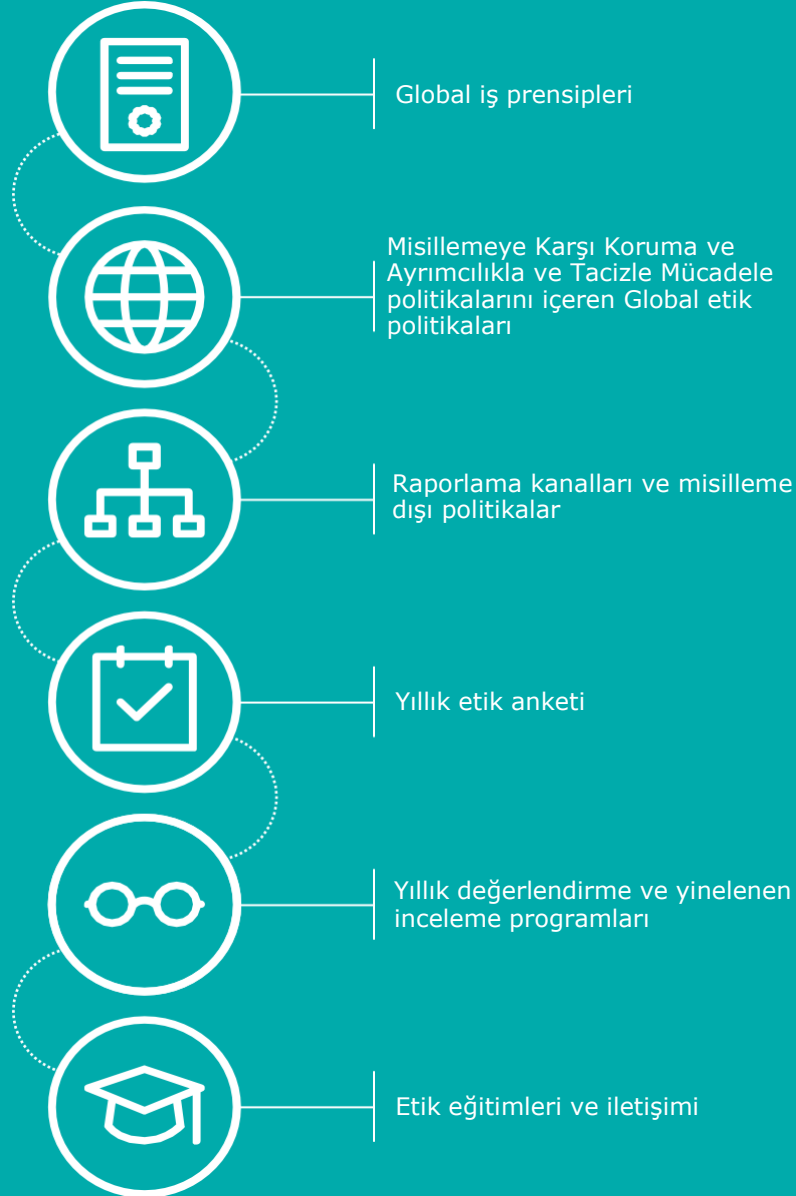 Global iş prensipleri
Misillemeye Karşı Koruma ve
Ayrımcılıkla ve Tacizle Mücadele
politikalarını içeren Global etik
politikaları
Raporlama kanalları ve misilleme
dışı politikalar
Yıllık etik anketi
Yıllık değerlendirme ve yinelenen
inceleme programları
Etik eğitimleri ve iletişimi